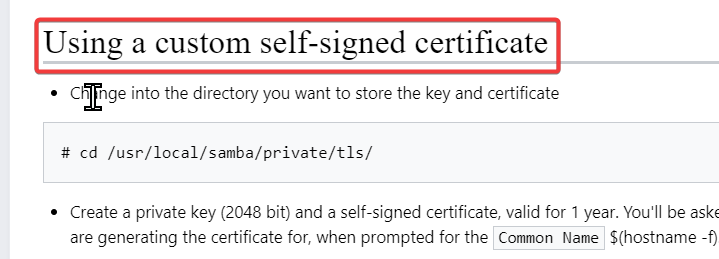 Using a custom self-signed certificate
Change into the directory you want to store the key and certificate
# cd /usr/local/samba/private/tls/
Create a private key (2048 bit) and a self-signed certificate, valid for 1 year. You'll be
are generating the certificate for, when prompted for the Common Name $(hostname -f)